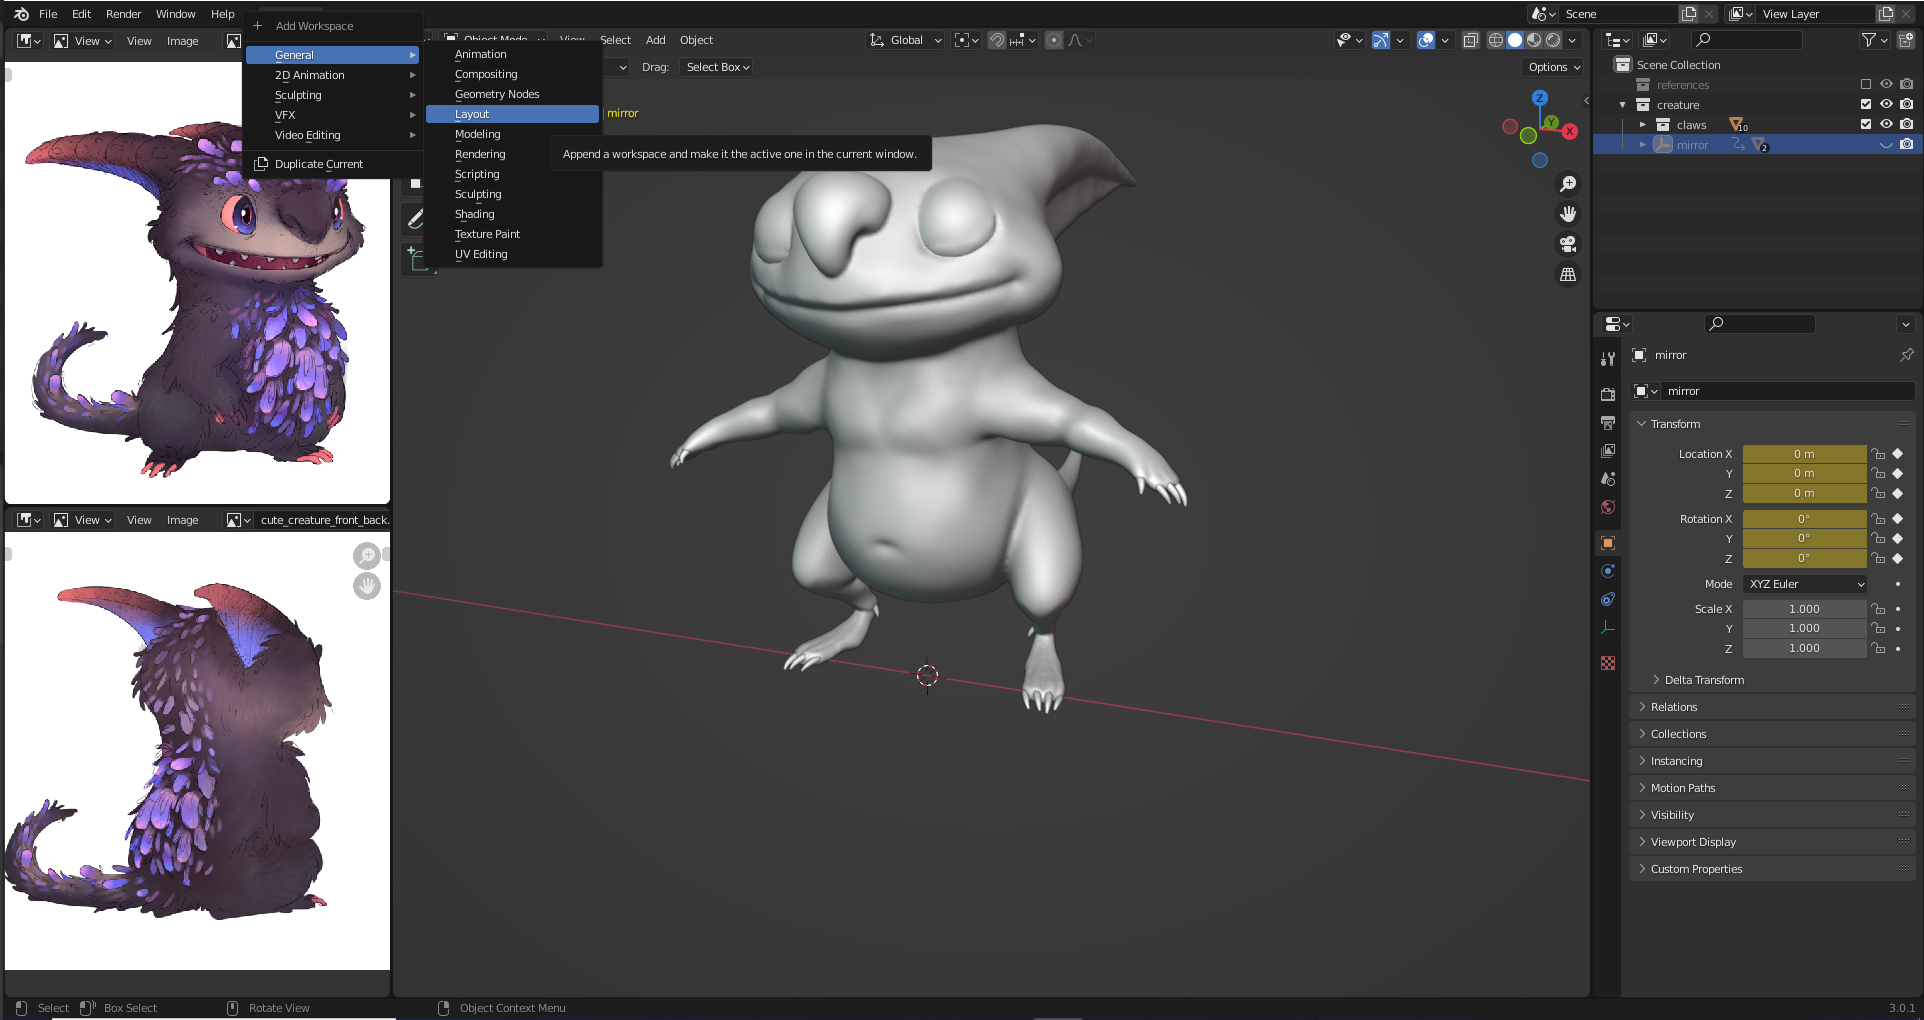 File Edit Render Window Help
Scene
View Layer
Add Workspace
General
2D Animation
Sculpting
VFX
Video Editing
Duplicate Current
Animation
Compositing
Geometry Nodes
Layout
Modeling
Rendering
Scripting
Sculpting
Shading
Texture Paint
UV Editing
Append a workspace and make it the active one in the current window.
View View Image
Object Mode View Select Add Object
Global
Drag: Select Box
Options
mirror
Z
Y
X
Scene Collection
references
creature
claws 10
mirror 2
mirror
mirror
Transform
Location X 0 m
Y 0 m
Z 0 m
Rotation X 0°
Y 0°
Z 0°
Mode XYZ Euler
Scale X 1.000
Y 1.000
Z 1.000
Delta Transform
Relations
Collections
Instancing
Motion Paths
Visibility
Viewport Display
Custom Properties
View View Image cute_creature_front_back.
Select Box Select Rotate View Object Context Menu 3.0.1